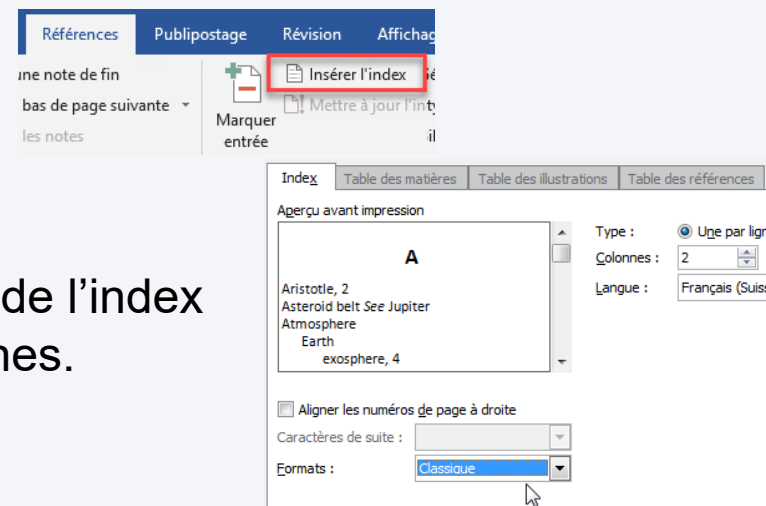 Références Publipostage Révision Affichag
une note de fin
Insérer l'index
bas de page suivante
Mettre à jour l'in
les notes
Marquer
entrée
Index Table des matières Table des illustrations Table des références
Aperçu avant impression
A
Aristotle, 2
Asteroid belt See Jupiter
Atmosphere
Earth
exosphere, 4
Type : Une par lign
Colonnes : 2
Langue : Français (Suiss
de l’index
nes.
Aligner les numéros de page à droite
Caractères de suite :
Formats : Classique